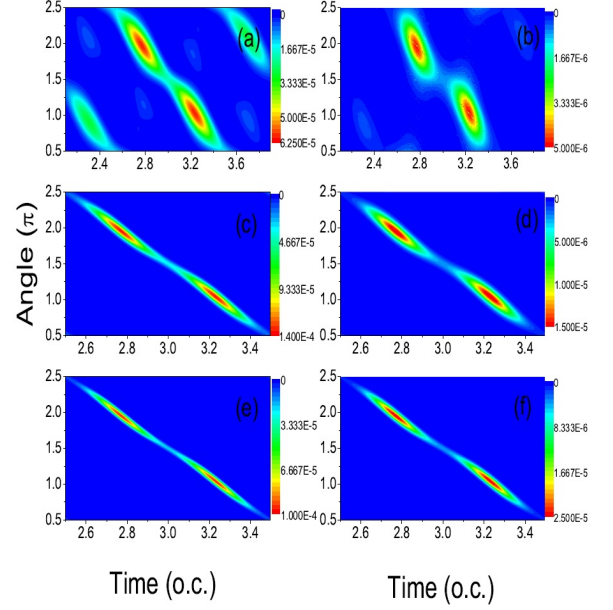 (a)
2.5
2.0
1.5
1.0
0.5
2.4 2.8 3.2 3.6
0
1.667E-5
3.333E-5
5.000E-5
6.250E-5
(b)
2.5
2.0
1.5
1.0
0.5
2.4 2.8 3.2 3.6
0
1.667E-6
3.333E-6
5.000E-6
Angle (π)
(c)
2.5
2.0
1.5
1.0
0.5
2.6 2.8 3.0 3.2 3.4
0
4.667E-5
9.333E-5
1.400E-4
(d)
2.5
2.0
1.5
1.0
0.5
2.6 2.8 3.0 3.2 3.4
0
5.000E-6
1.000E-5
1.500E-5
(e)
2.5
2.0
1.5
1.0
0.5
2.6 2.8 3.0 3.2 3.4
0
3.333E-5
6.667E-5
1.000E-4
(f)
2.5
2.0
1.5
1.0
0.5
2.6 2.8 3.0 3.2 3.4
0
8.333E-6
1.667E-5
2.500E-5
Time (o.c.)
Time (o.c.)